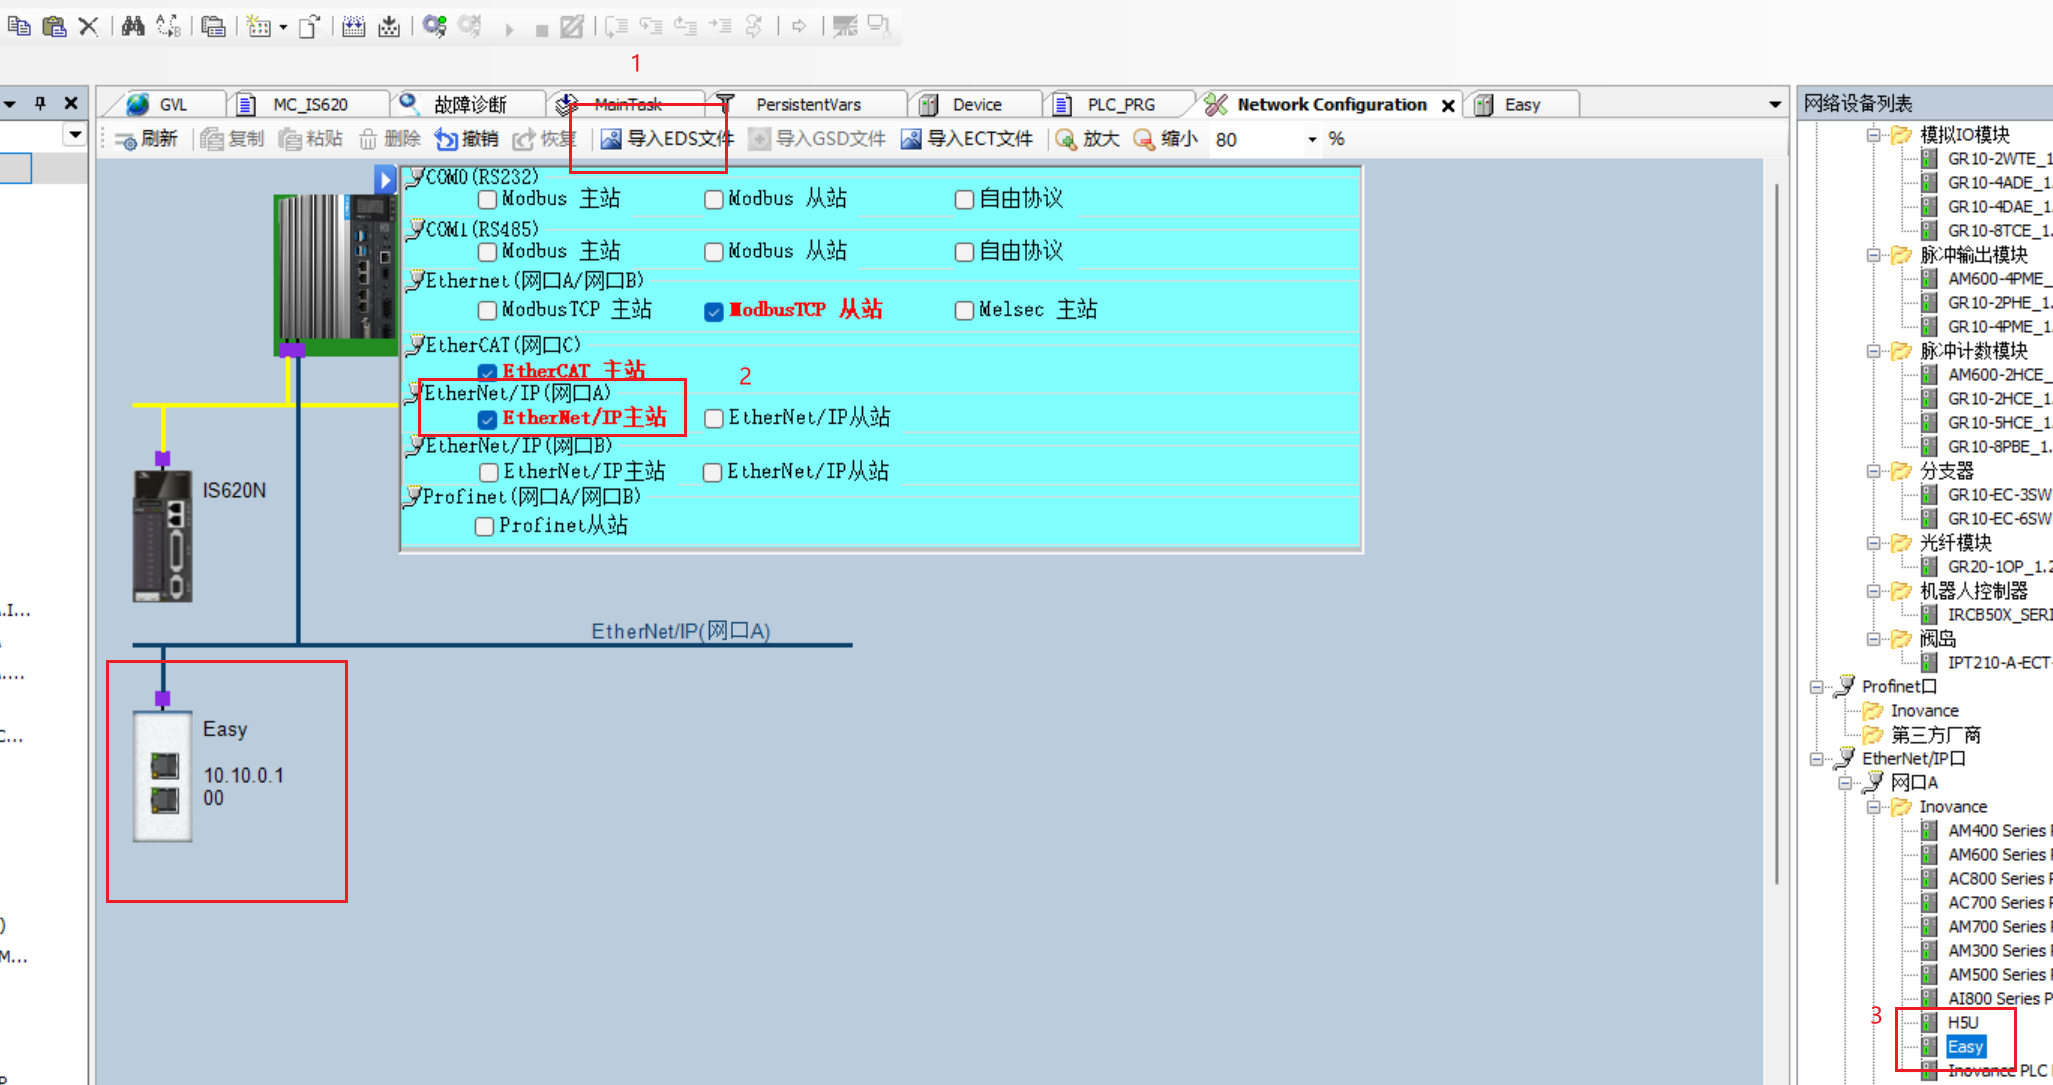 1
GVL
MC_IS620
故障诊断
MainTask
PersistentVars
Device
PLC_PRG
Network Configuration
Easy
刷新
复制
粘贴
删除
撤销
恢复
导入EDS文件
导入GSD文件
导入ECT文件
放大
缩小
80
%
COM0(RS232)
Modbus 主站
Modbus 从站
自由协议
COM1(RS485)
Modbus 主站
Modbus 从站
自由协议
Ethernet(网口A/网口B)
ModbusTCP 主站
ModbusTCP 从站
Melsec 主站
EtherCAT(网口C)
EtherCAT 主站
2
EtherNet/IP(网口A)
EtherNet/IP主站
EtherNet/IP从站
EtherNet/IP(网口B)
EtherNet/IP主站
EtherNet/IP从站
Profinet(网口A/网口B)
Profinet从站
IS620N
EtherNet/IP(网口A)
Easy
10.10.0.1
00
.I...
....
C...
)
M...
网络设备列表
模拟IO模块
GR10-2WTE_1
GR10-4ADE_1.
GR10-4DAE_1.
GR10-8TCE_1.
脉冲输出模块
AM600-4PME_
GR10-2PHE_1.
GR10-4PME_1.
脉冲计数模块
AM600-2HCE_
GR10-2HCE_1.
GR10-5HCE_1.
GR10-8PBE_1.
分支器
GR10-EC-3SW
GR10-EC-6SW
光纤模块
GR20-1OP_1.2
机器人控制器
IRCB50X_SERI
阀岛
IPT210-A-ECT-
Profinet口
Inovance
第三方厂商
EtherNet/IP口
网口A
Inovance
AM400 Series P
AM600 Series P
AC800 Series P
AC700 Series P
AM700 Series P
AM300 Series P
AM500 Series P
AI800 Series P
3
H5U
Easy
Inovance PLC